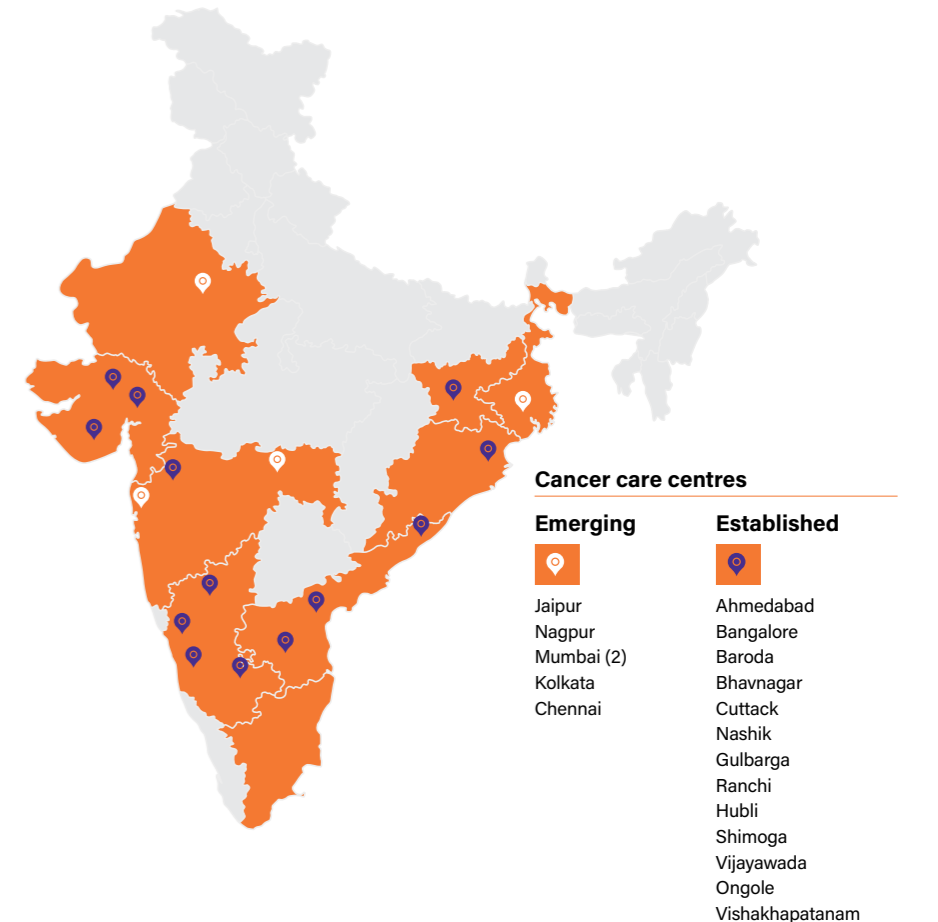 Cancer care centres
Emerging
Jaipur
Nagpur
Mumbai (2)
Kolkata
Chennai
Established
Ahmedabad
Bangalore
Baroda
Bhavnagar
Cuttack
Nashik
Gulbarga
Ranchi
Hubli
Shimoga
Vijayawada
Ongole
Vishakhapatanam